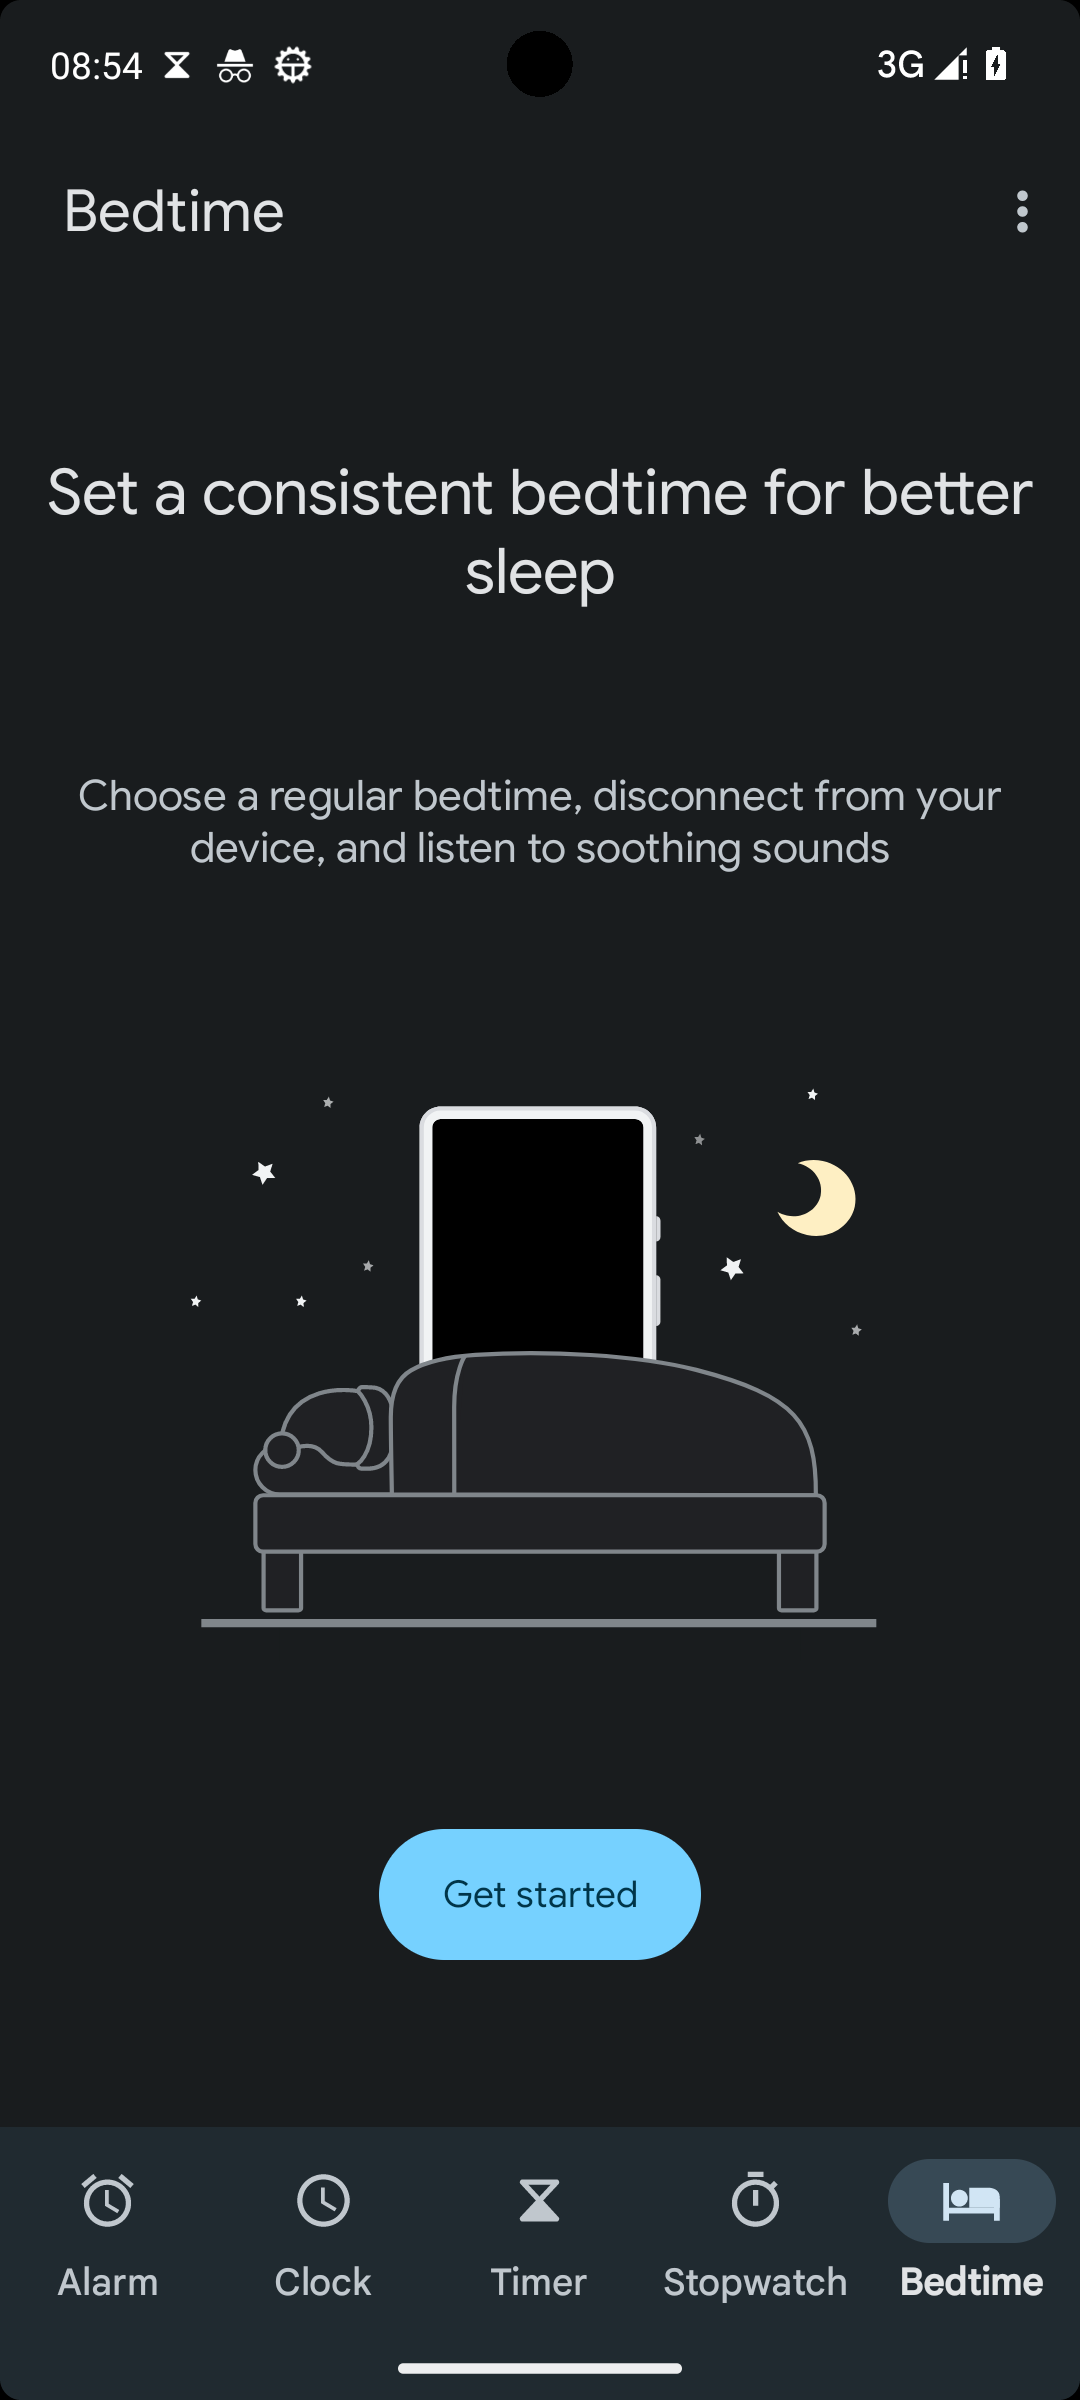 08:54
3G
Bedtime
Set a consistent bedtime for better
sleep
Choose a regular bedtime, disconnect from your
device, and listen to soothing sounds
Get started
Alarm
Clock
Timer
Stopwatch
Bedtime